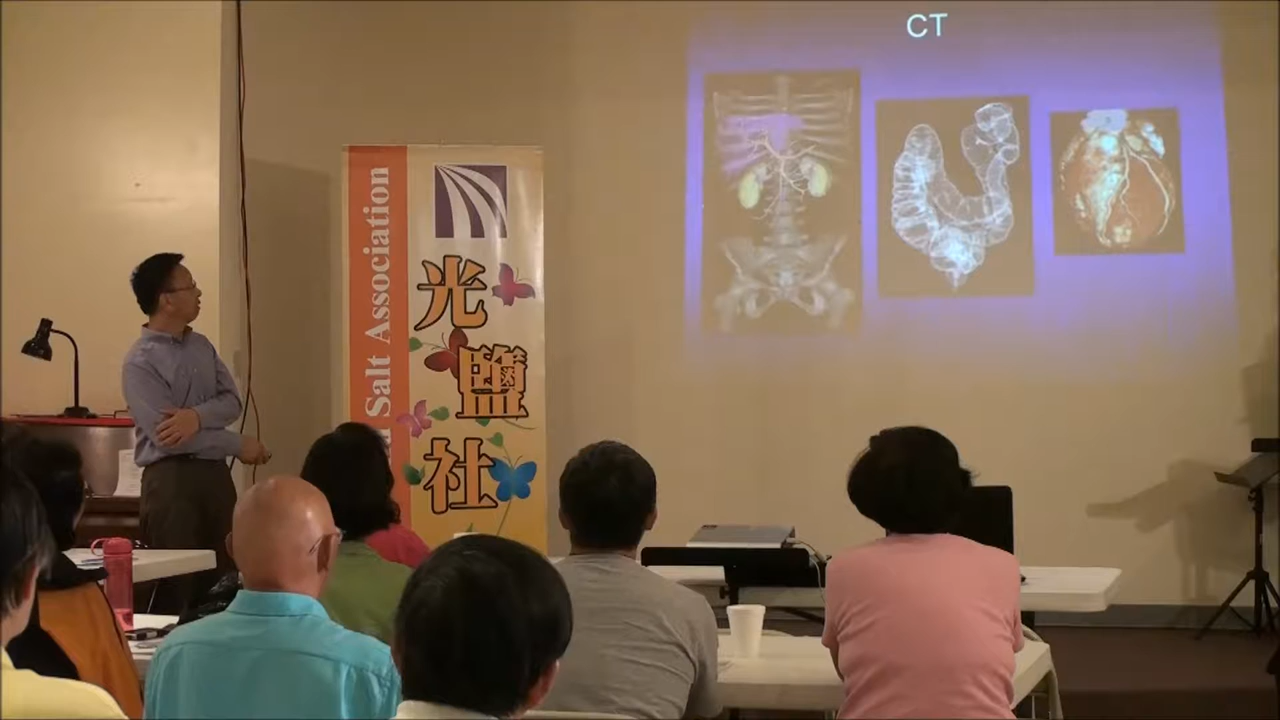 CT
Salt Association
光
鹽
社